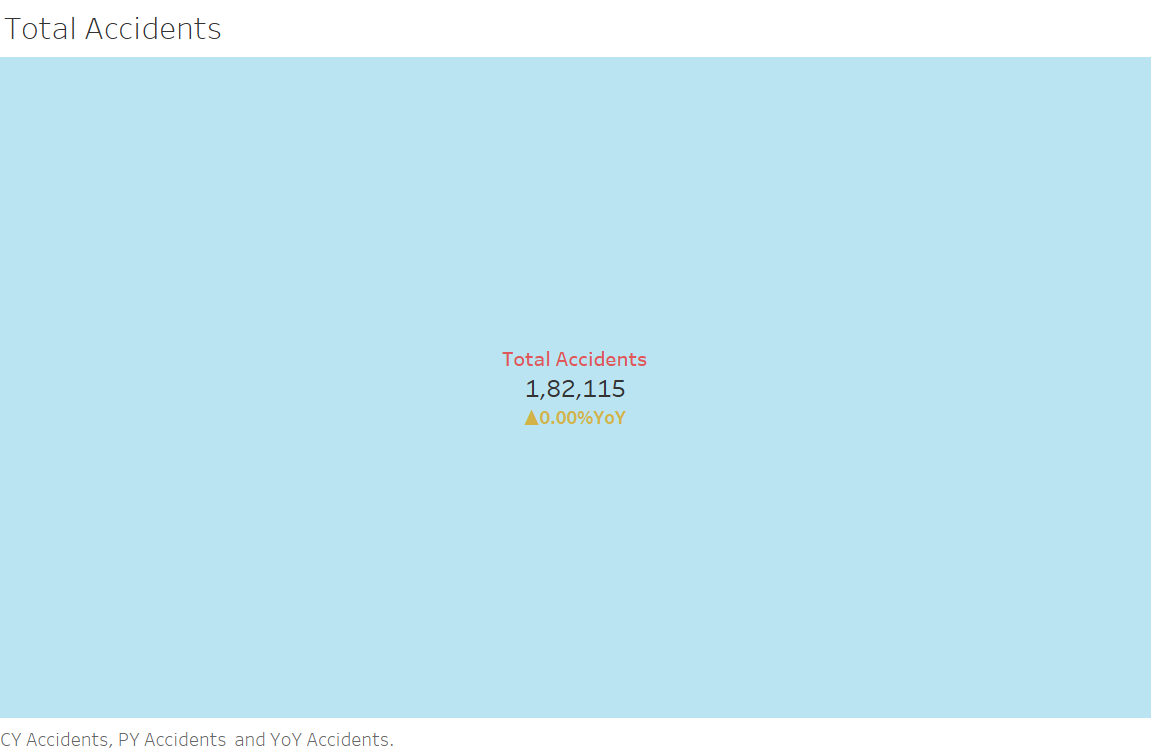 Total Accidents
Total Accidents
1,82,115
▲0.00%YoY
CY Accidents, PY Accidents and YoY Accidents.